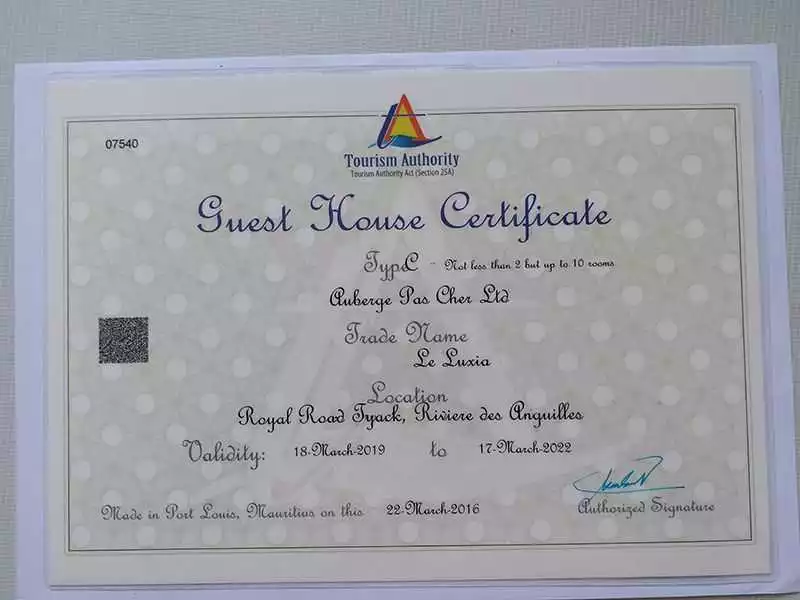 07540
Tourism Authority
Tourism Authority Act (Section 25A)
Guest House Certificate
Type C - Not less than 2 but up to 10 rooms
Auberge Pas Cher Ltd
Trade Name
Le Luxia
Location
Royal Road Tyack, Riviere des Anguilles
Validity: 18-March-2019 to 17-March-2022
Made in Port Louis, Mauritius on this 22-March-2016
Authorized Signature